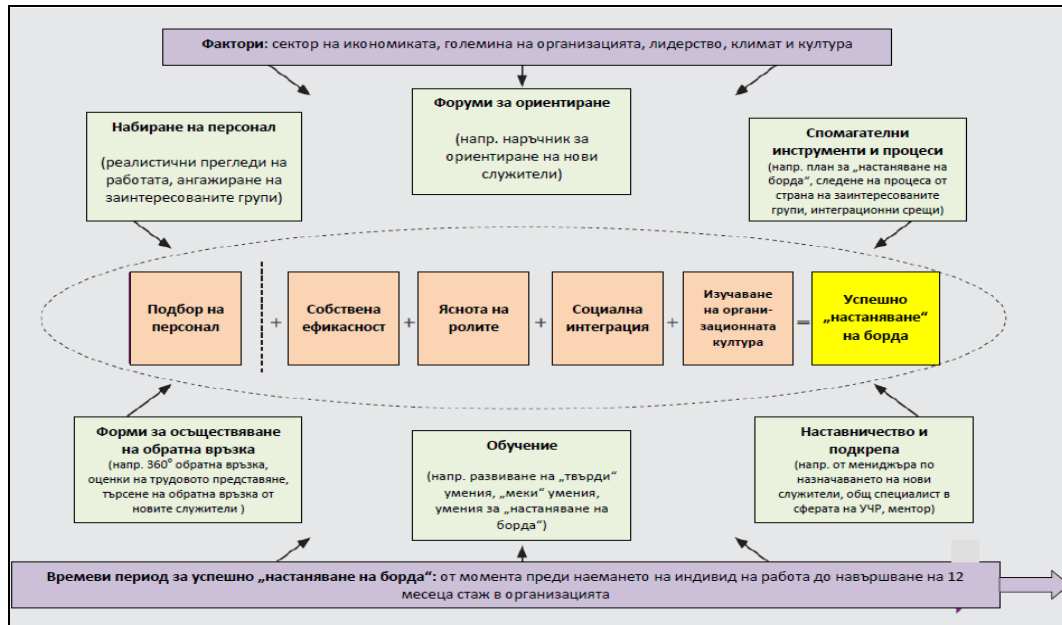 Фактори: сектор на икономиката, големина на организацията, лидерство, климат и култура
Форуми за ориентиране
(напр. наръчник за
ориентиране на нови
служители)
Набиране на персонал
(реалистични прегледи на
работата, ангажиране на
заинтересованите групи)
Спомагателни
инструменти и процеси
(напр. план за „настаняване на
борда“, следене на процеса от
страна на заинтересованите
групи, интеграционни срещи)
Подбор на
персонал
+
Собствена
ефикасност
+
Яснота на
ролите
+
Социална
интеграция
+
Изучаване
на органи-
зационната
култура
=
Успешно
„настаняване“
на борда
Форми за осъществяване
на обратна връзка
(напр. 360° обратна връзка,
оценки на трудовото представяне,
търсене на обратна връзка от
новите служители )
Обучение
(напр. развиване на „твърди“
умения, „меки“ умения,
умения за „настаняване на
борда“)
Наставничество и
подкрепа
(напр. от мениджъра по
назначаването на нови
служители, общ специалист в
сферата на УЧР, ментор)
Времеви период за успешно „настаняване на борда“: от момента преди наемането на индивид на работа до навършване на 12
месеца стаж в организацията